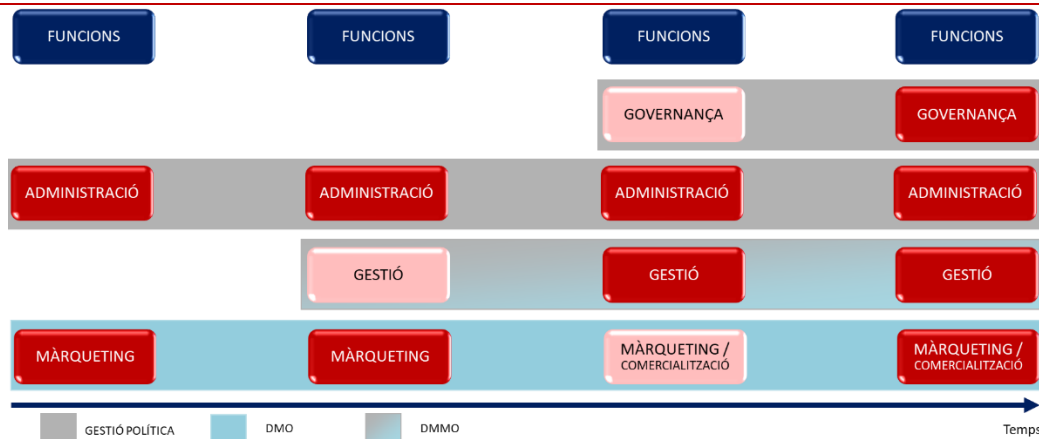 FUNCIONS
FUNCIONS
FUNCIONS
FUNCIONS
GOVERNANÇA
GOVERNANÇA
ADMINISTRACIÓ
ADMINISTRACIÓ
ADMINISTRACIÓ
ADMINISTRACIÓ
GESTIÓ
GESTIÓ
GESTIÓ
MÀRQUETING
MÀRQUETING
MÀRQUETING /
COMERCIALITZACIÓ
MÀRQUETING /
COMERCIALITZACIÓ
GESTIÓ POLÍTICA
DMO
DMMO
Temps